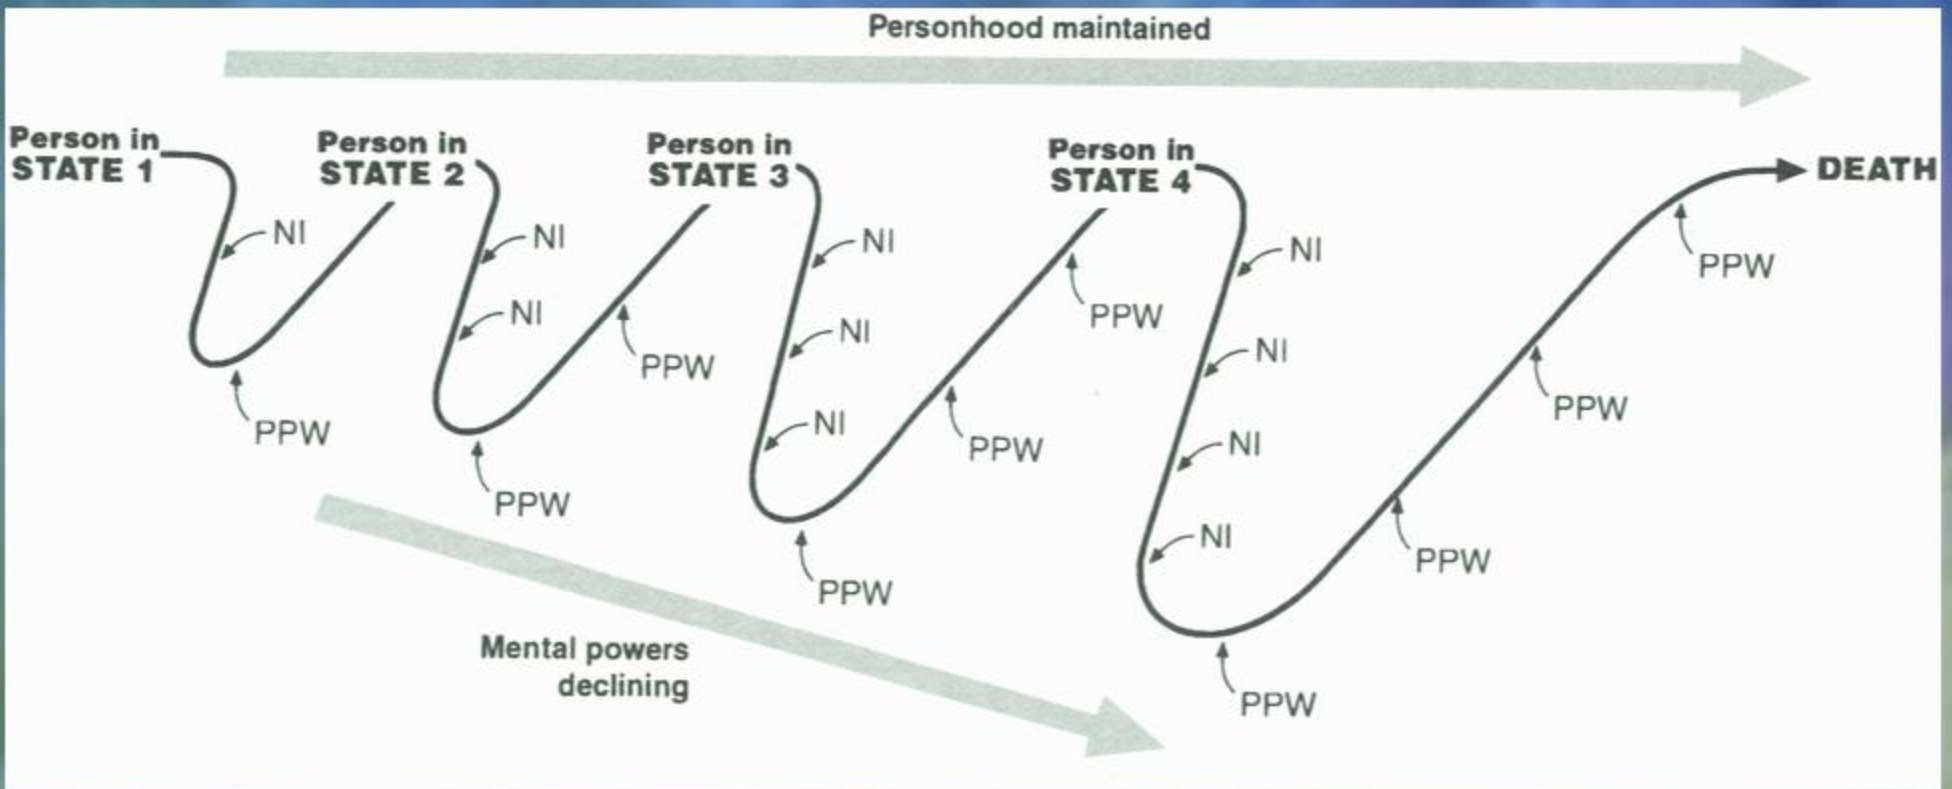 Personhood maintained
Person in
STATE 1
Person in
STATE 2
Person in
STATE 3
Person in
STATE 4
DEATH
NI
PPW
NI
NI
PPW
PPW
NI
NI
NI
PPW
PPW
PPW
NI
NI
NI
NI
PPW
PPW
PPW
PPW
Mental powers
declining